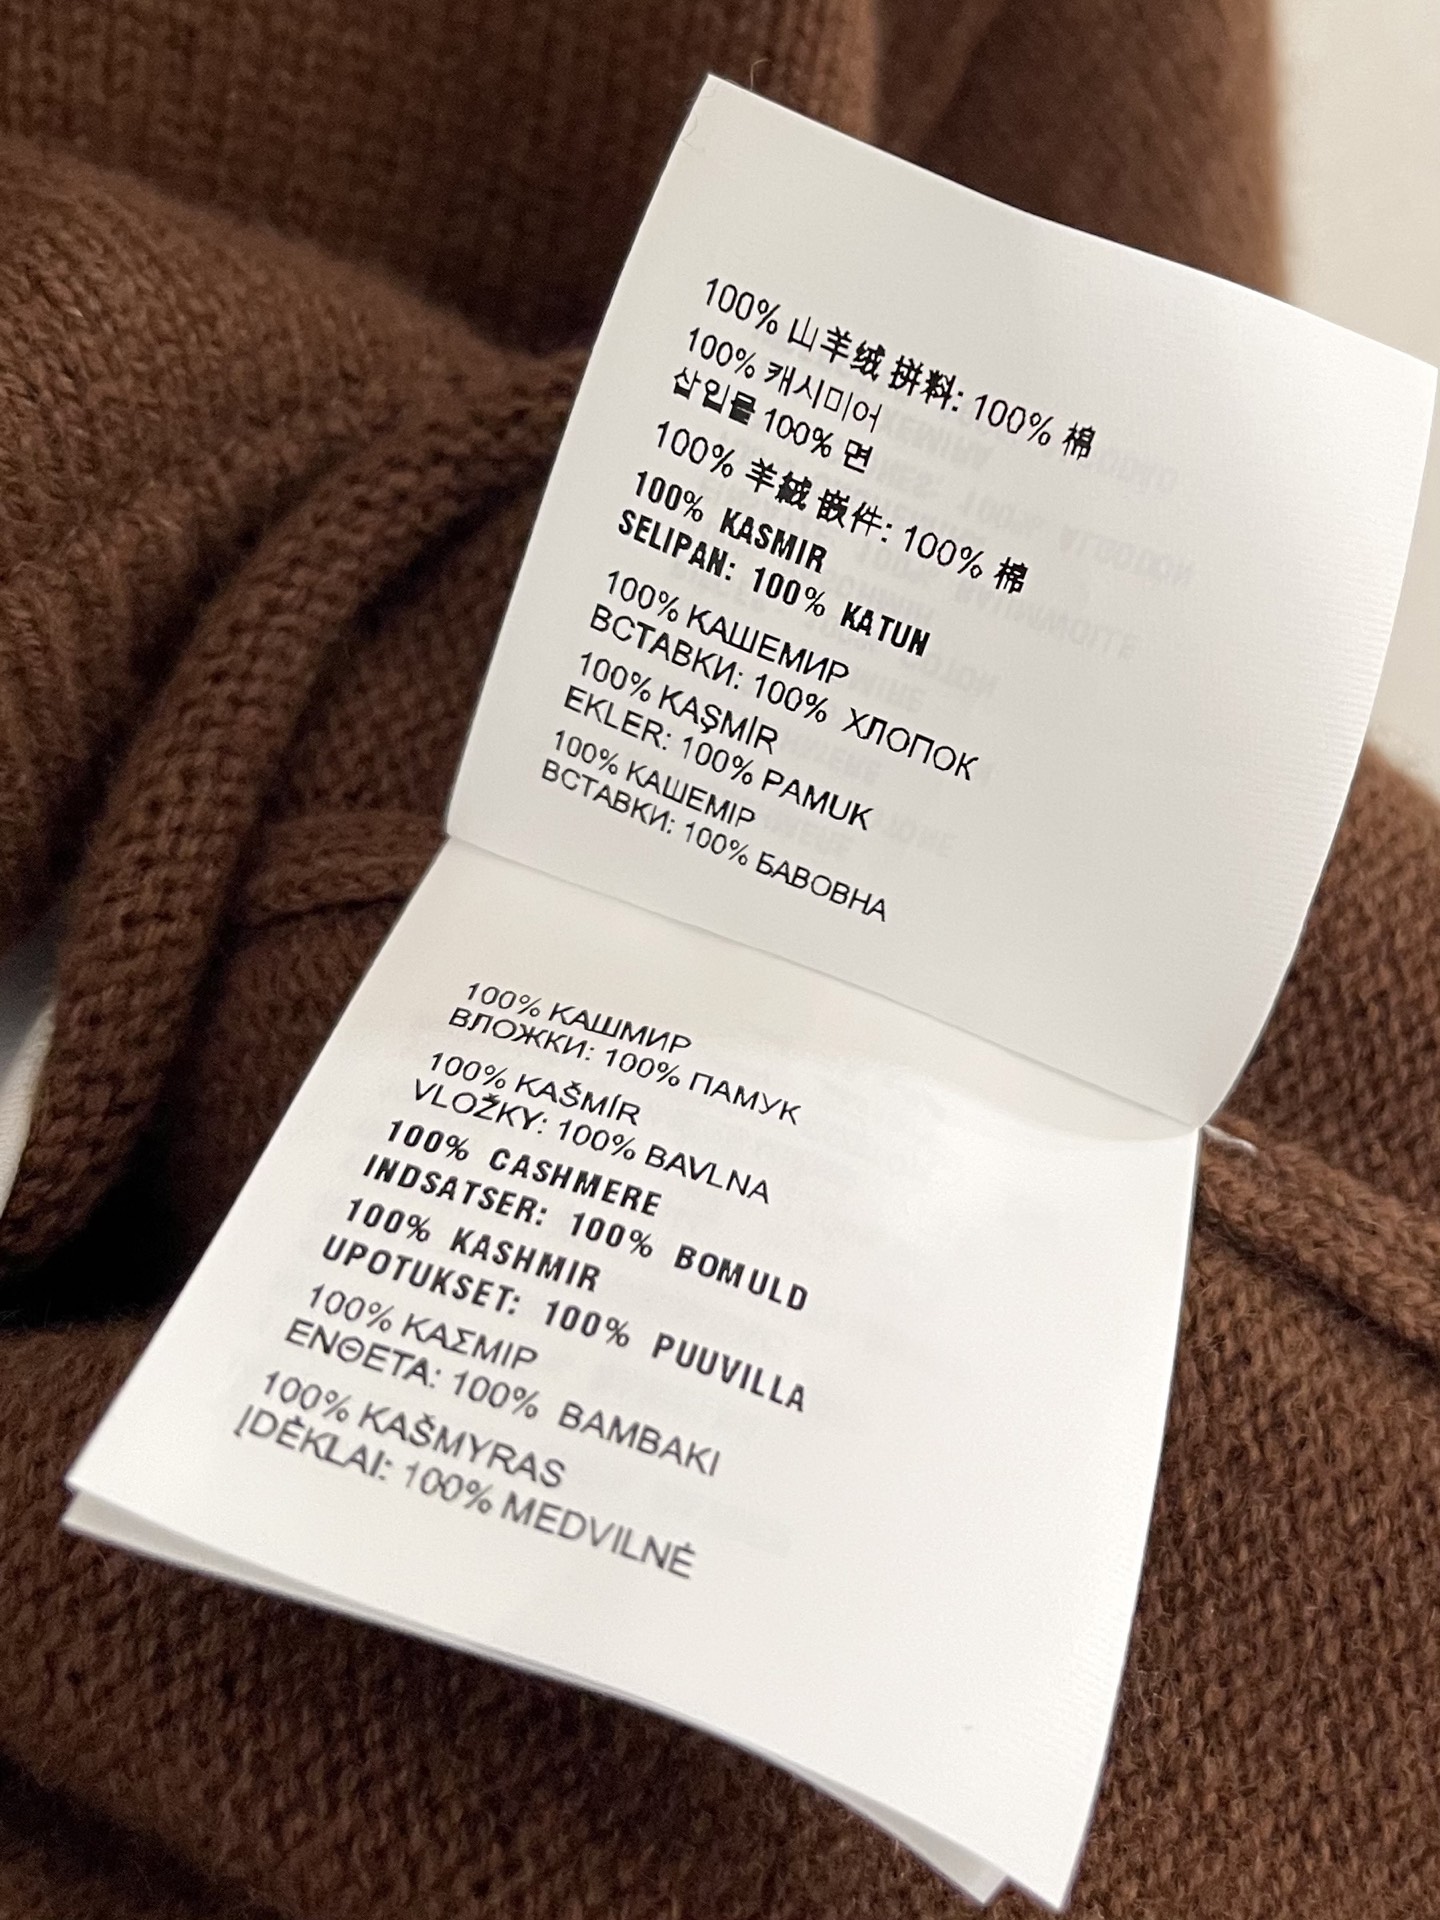 100% 山羊绒 拼料: 100% 棉
100% 캐시미어
삽입물 100% 면
100% 羊絨 嵌件: 100% 棉
100% KASMIR
SELIPAN: 100% KATUN
100% КАШЕМИР
ВСТАВКИ: 100% ХЛОПОК
100% KAŞMİR
EKLER: 100% PAMUK
100% КАШЕМІР
ВСТАВКИ: 100% БАВОВНА
100% КАШМИР
ВЛОЖКИ: 100% ПАМУК
100% KAŠMÍR
VLOŽKY: 100% BAVLNA
100% CASHMERE
INDSATSER: 100% BOMULD
100% KASHMIR
UPOTUKSET: 100% PUUVILLA
100% ΚΑΣΜΙΡ
ΕΝΘΕΤΑ: 100% ΒΑΜΒΑΚΙ
100% KAŠMYRAS
ĮDĖKLAI: 100% MEDVILNĖ